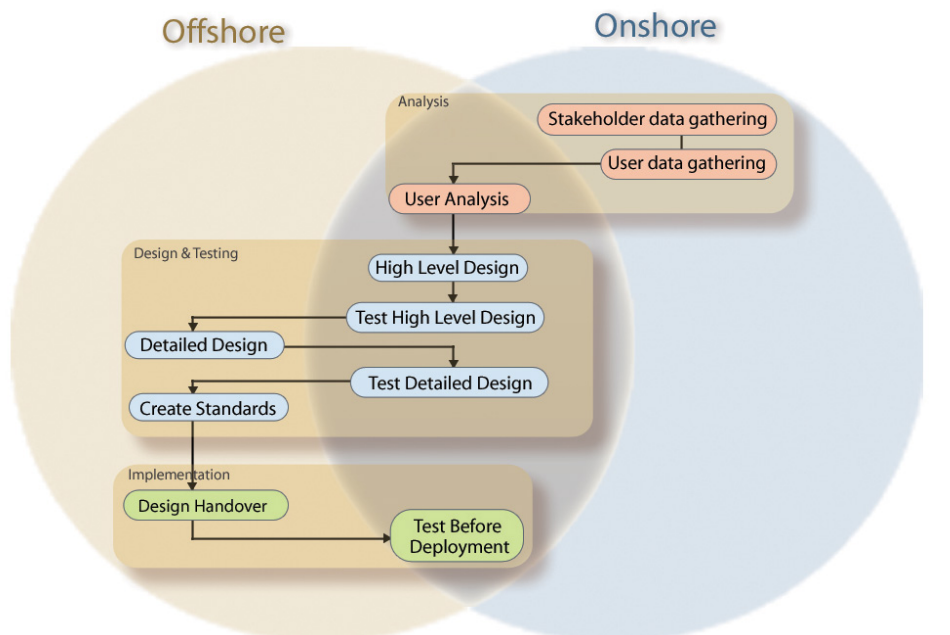 Offshore
Onshore
Analysis
Stakeholder data gathering
User data gathering
User Analysis
Design & Testing
High Level Design
Test High Level Design
Detailed Design
Test Detailed Design
Create Standards
Implementation
Design Handover
Test Before
Deployment